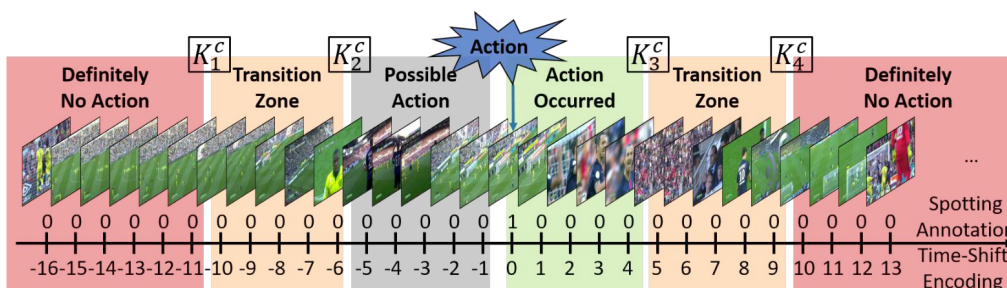 Action
K_1^c K_2^c K_3^c K_4^c
Definitely No Action
Transition Zone
Possible Action
Action Occurred
Transition Zone
Definitely No Action
...
0 0 0 0 0 0 0 0 0 0 0 0 0 0 0 0 1 0 0 0 0 0 0 0 0 0 0 0 0 0
Spotting Annotation
-16 -15 -14 -13 -12 -11 -10 -9 -8 -7 -6 -5 -4 -3 -2 -1 0 1 2 3 4 5 6 7 8 9 10 11 12 13
Time-Shift Encoding